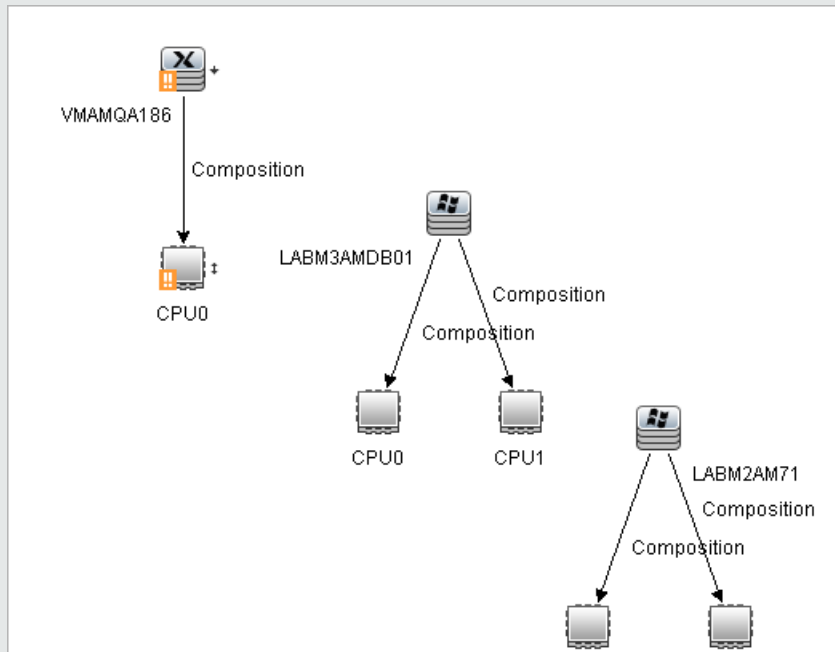 VMAMQA186
Composition
CPU0
LABM3AMDB01
Composition
Composition
CPU0
CPU1
LABM2AM71
Composition
Composition